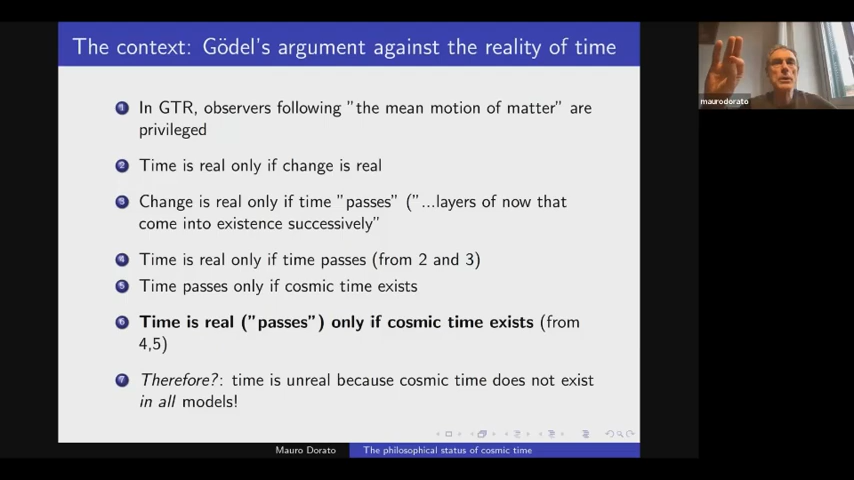 The context: Gödel's argument against the reality of time
1 In GTR, observers following "the mean motion of matter" are
privileged
2 Time is real only if change is real
3 Change is real only if time "passes" ("...layers of now that
come into existence successively"
4 Time is real only if time passes (from 2 and 3)
5 Time passes only if cosmic time exists
6 Time is real ("passes") only if cosmic time exists (from
4,5)
7 Therefore?: time is unreal because cosmic time does not exist
in all models!
Mauro Dorato The philosophical status of cosmic time
maurodorato